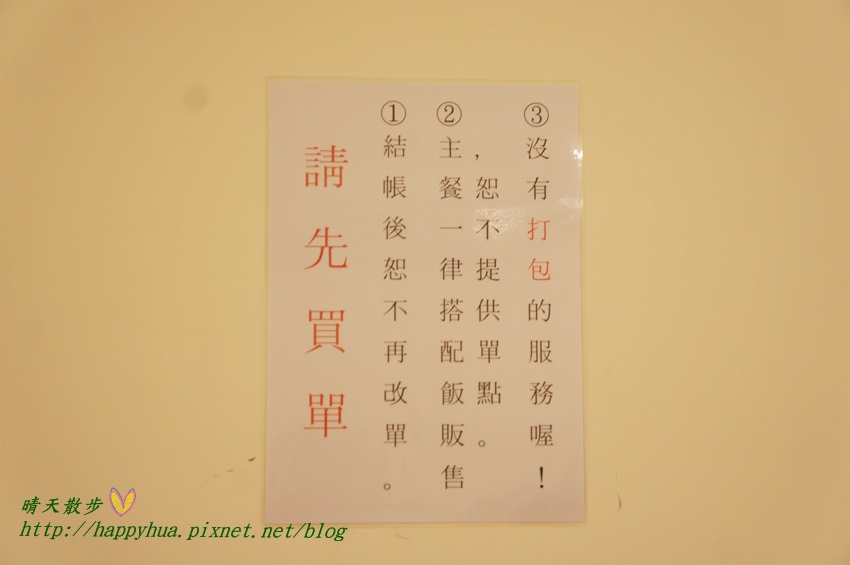 請先買單
①結帳後恕不再改單。
②主餐一律搭配飯販售
，恕不提供單點。
③沒有打包的服務喔！
晴天散步
http://happyhua.pixnet.net/blog